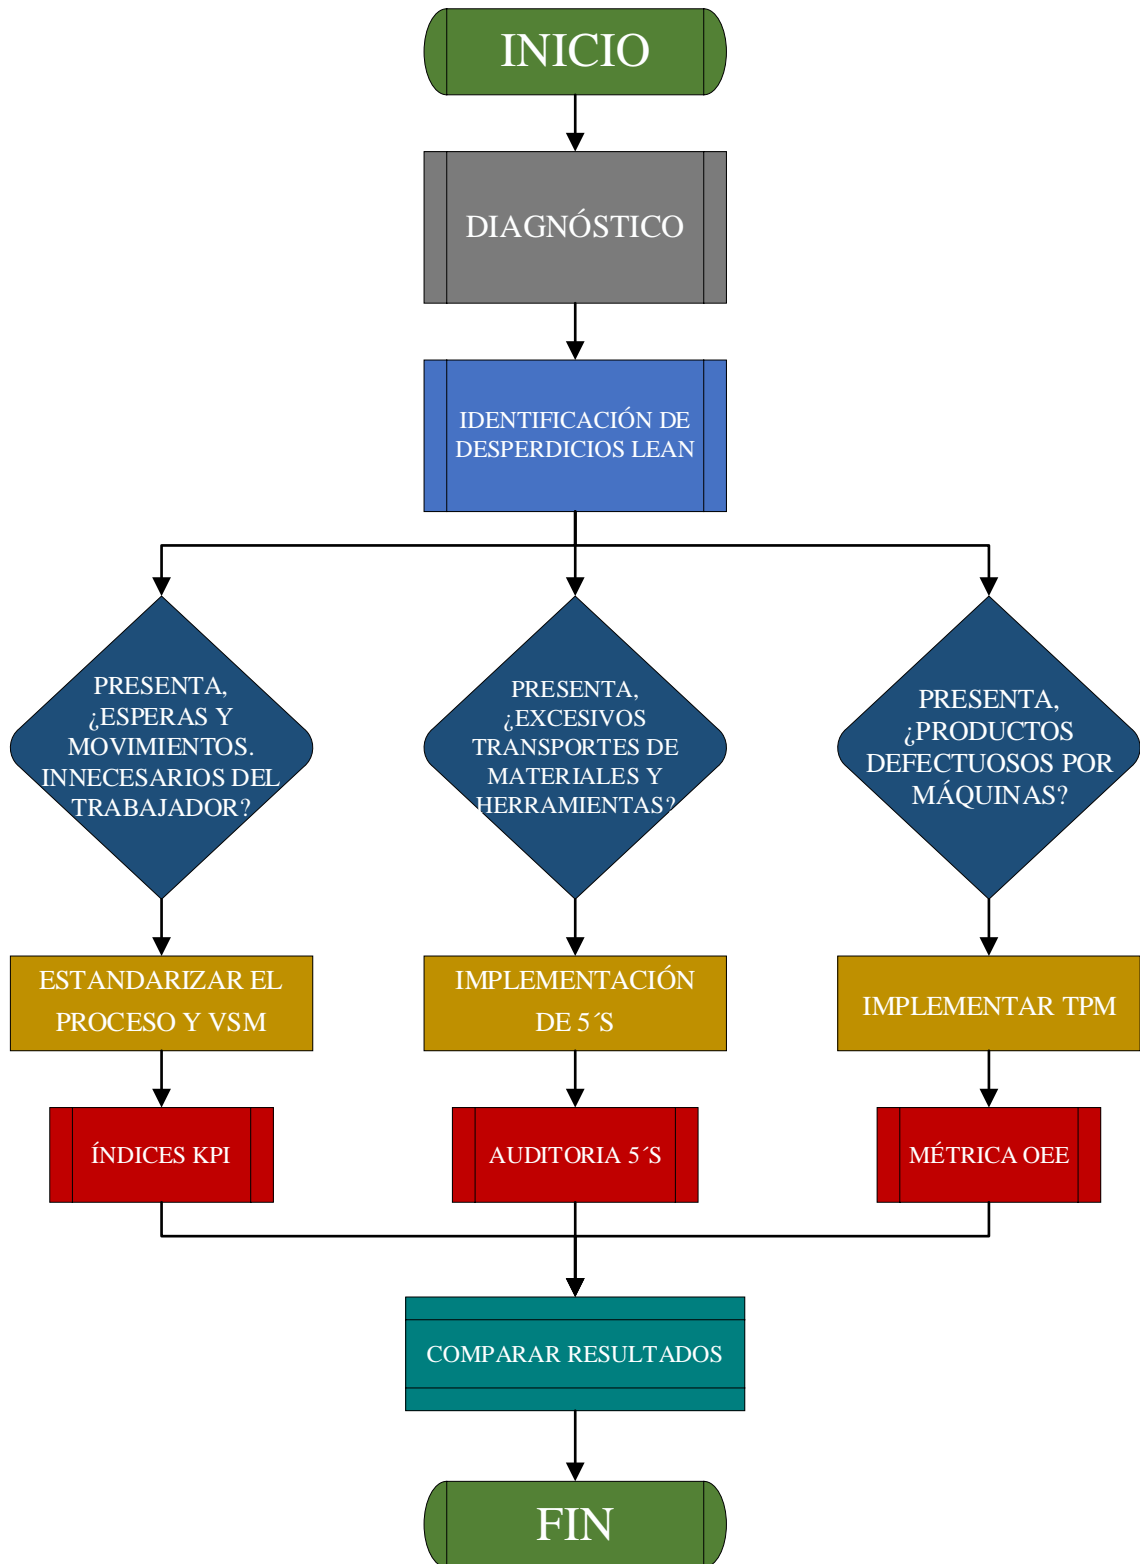 INICIO
DIAGNÓSTICO
IDENTIFICACIÓN DE
DESPERDICIOS LEAN
PRESENTA,
¿ESPERAS Y
MOVIMIENTOS.
INNECESARIOS DEL
TRABAJADOR?
PRESENTA,
¿EXCESIVOS
TRANSPORTES DE
MATERIALES Y
HERRAMIENTAS?
PRESENTA,
¿PRODUCTOS
DEFECTUOSOS POR
MÁQUINAS?
ESTANDARIZAR EL
PROCESO Y VSM
IMPLEMENTACIÓN
DE 5´S
IMPLEMENTAR TPM
ÍNDICES KPI
AUDITORIA 5´S
MÉTRICA OEE
COMPARAR RESULTADOS
FIN